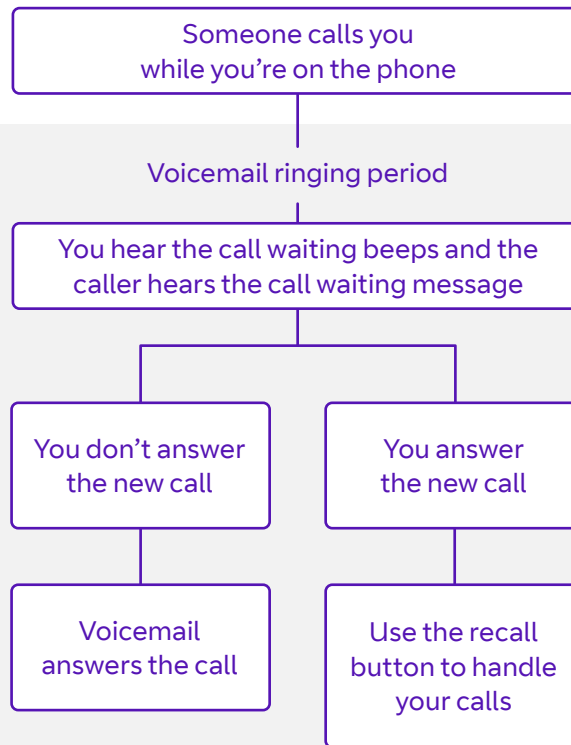 Someone calls you
while you’re on the phone
Voicemail ringing period
You hear the call waiting beeps and the
caller hears the call waiting message
You don’t answer
the new call
You answer
the new call
Voicemail
answers the call
Use the recall
button to handle
your calls